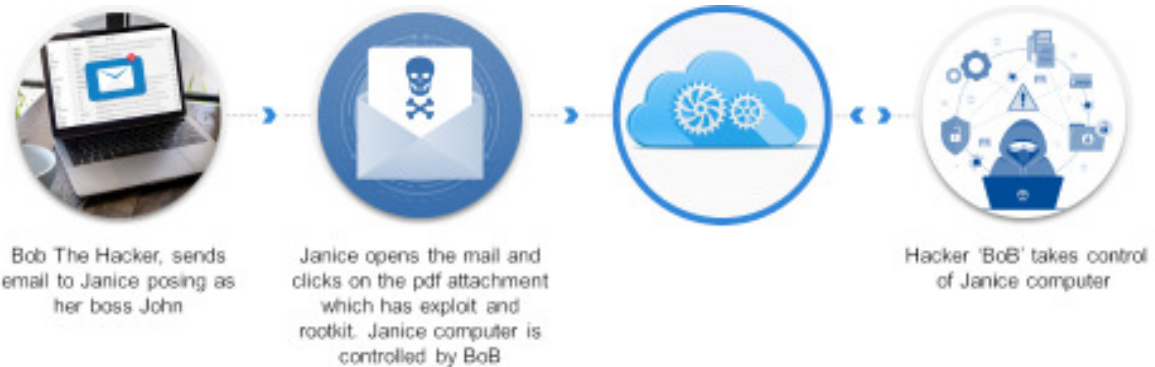 Bob The Hacker, sends
email to Janice posing as
her boss John
Janice opens the mail and
clicks on the pdf attachment
which has exploit and
rootkit. Janice computer is
controlled by BoB
Hacker 'BoB' takes control
of Janice computer